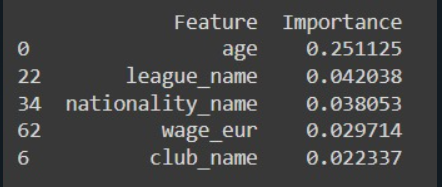 Feature Importance
0 age 0.251125
22 league_name 0.042038
34 nationality_name 0.038053
62 wage_eur 0.029714
6 club_name 0.022337